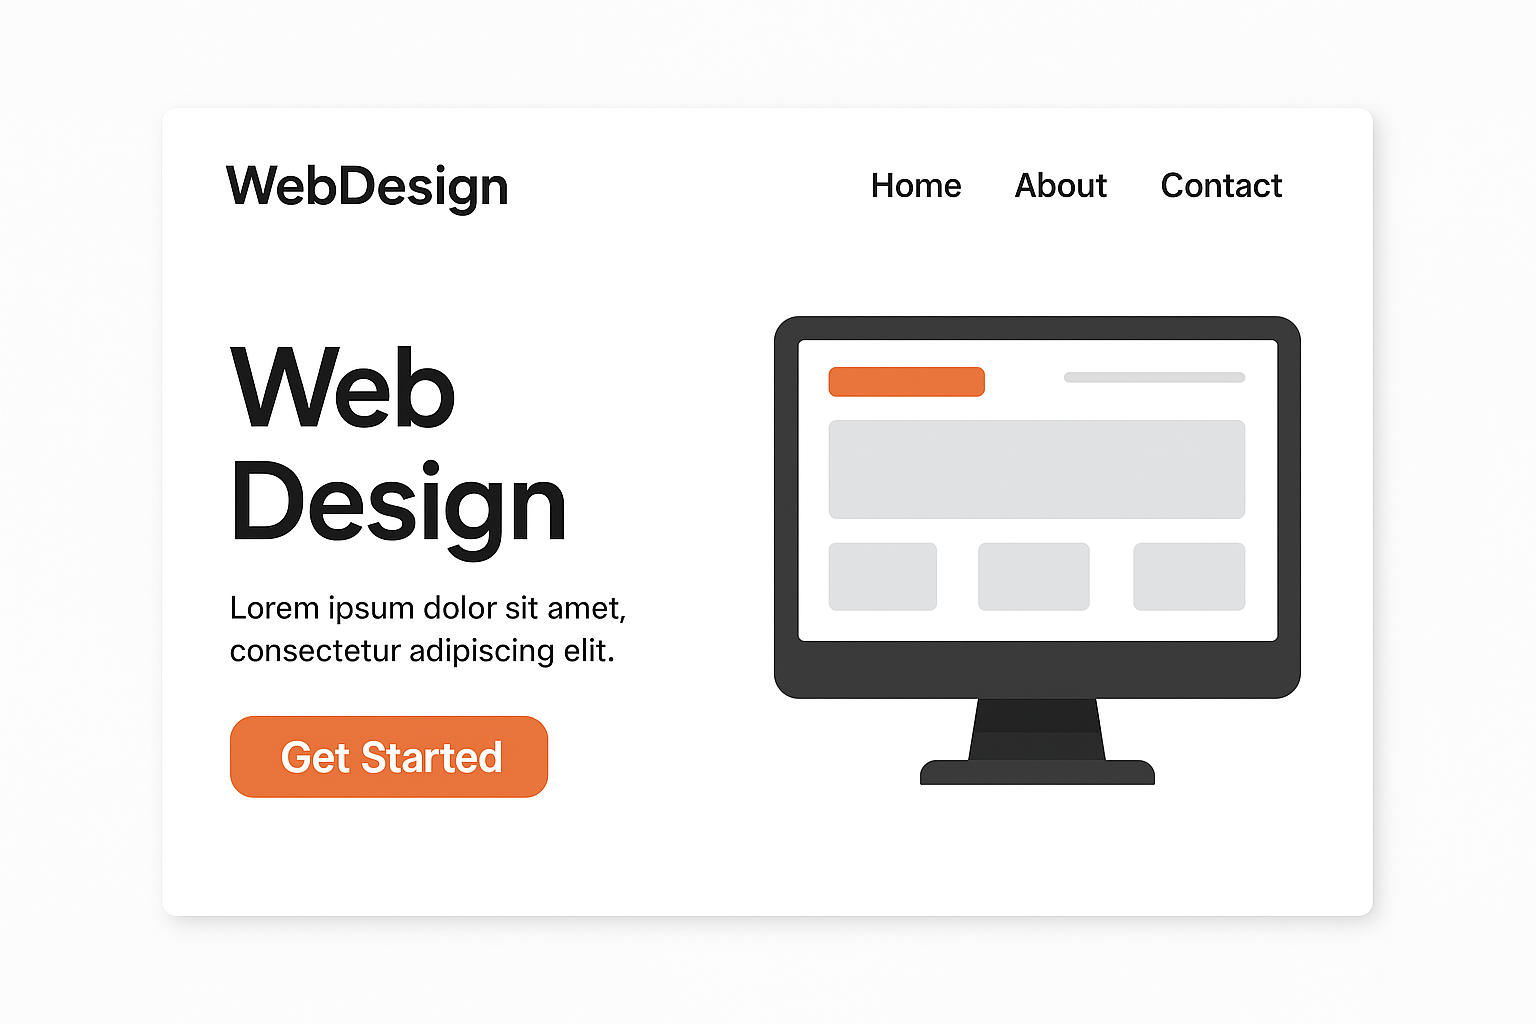 WebDesign
Home About Contact
Web
Design
Lorem ipsum dolor sit amet,
consectetur adipiscing elit.
Get Started